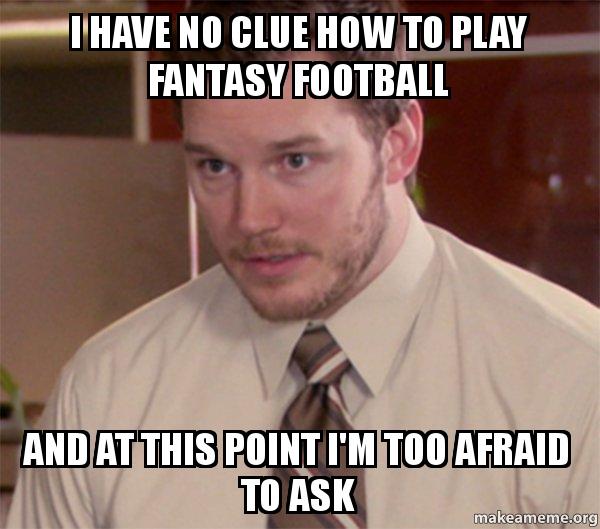 I HAVE NO CLUE HOW TO PLAY
FANTASY FOOTBALL
AND AT THIS POINT I'M TOO AFRAID
TO ASK
makeameme.org